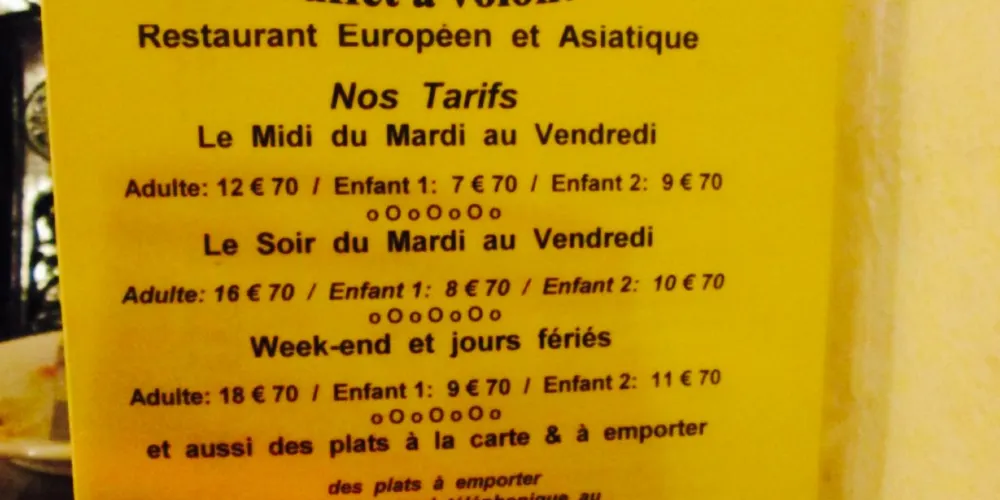 à
Restaurant Européen et Asiatique
Nos Tarifs
Le Midi du Mardi au Vendredi
Adulte: 12 € 70 / Enfant 1: 7 € 70 / Enfant 2: 9 € 70
oOoOoOo
Le Soir du Mardi au Vendredi
Adulte: 16 € 70 / Enfant 1: 8 € 70 / Enfant 2: 10 € 70
oOoOoOo
Week-end et jours fériés
Adulte: 18 € 70 / Enfant 1: 9 € 70 / Enfant 2: 11 € 70
oOoOoOo
et aussi des plats à la carte & à emporter
des plats à emporter
téléphonique au